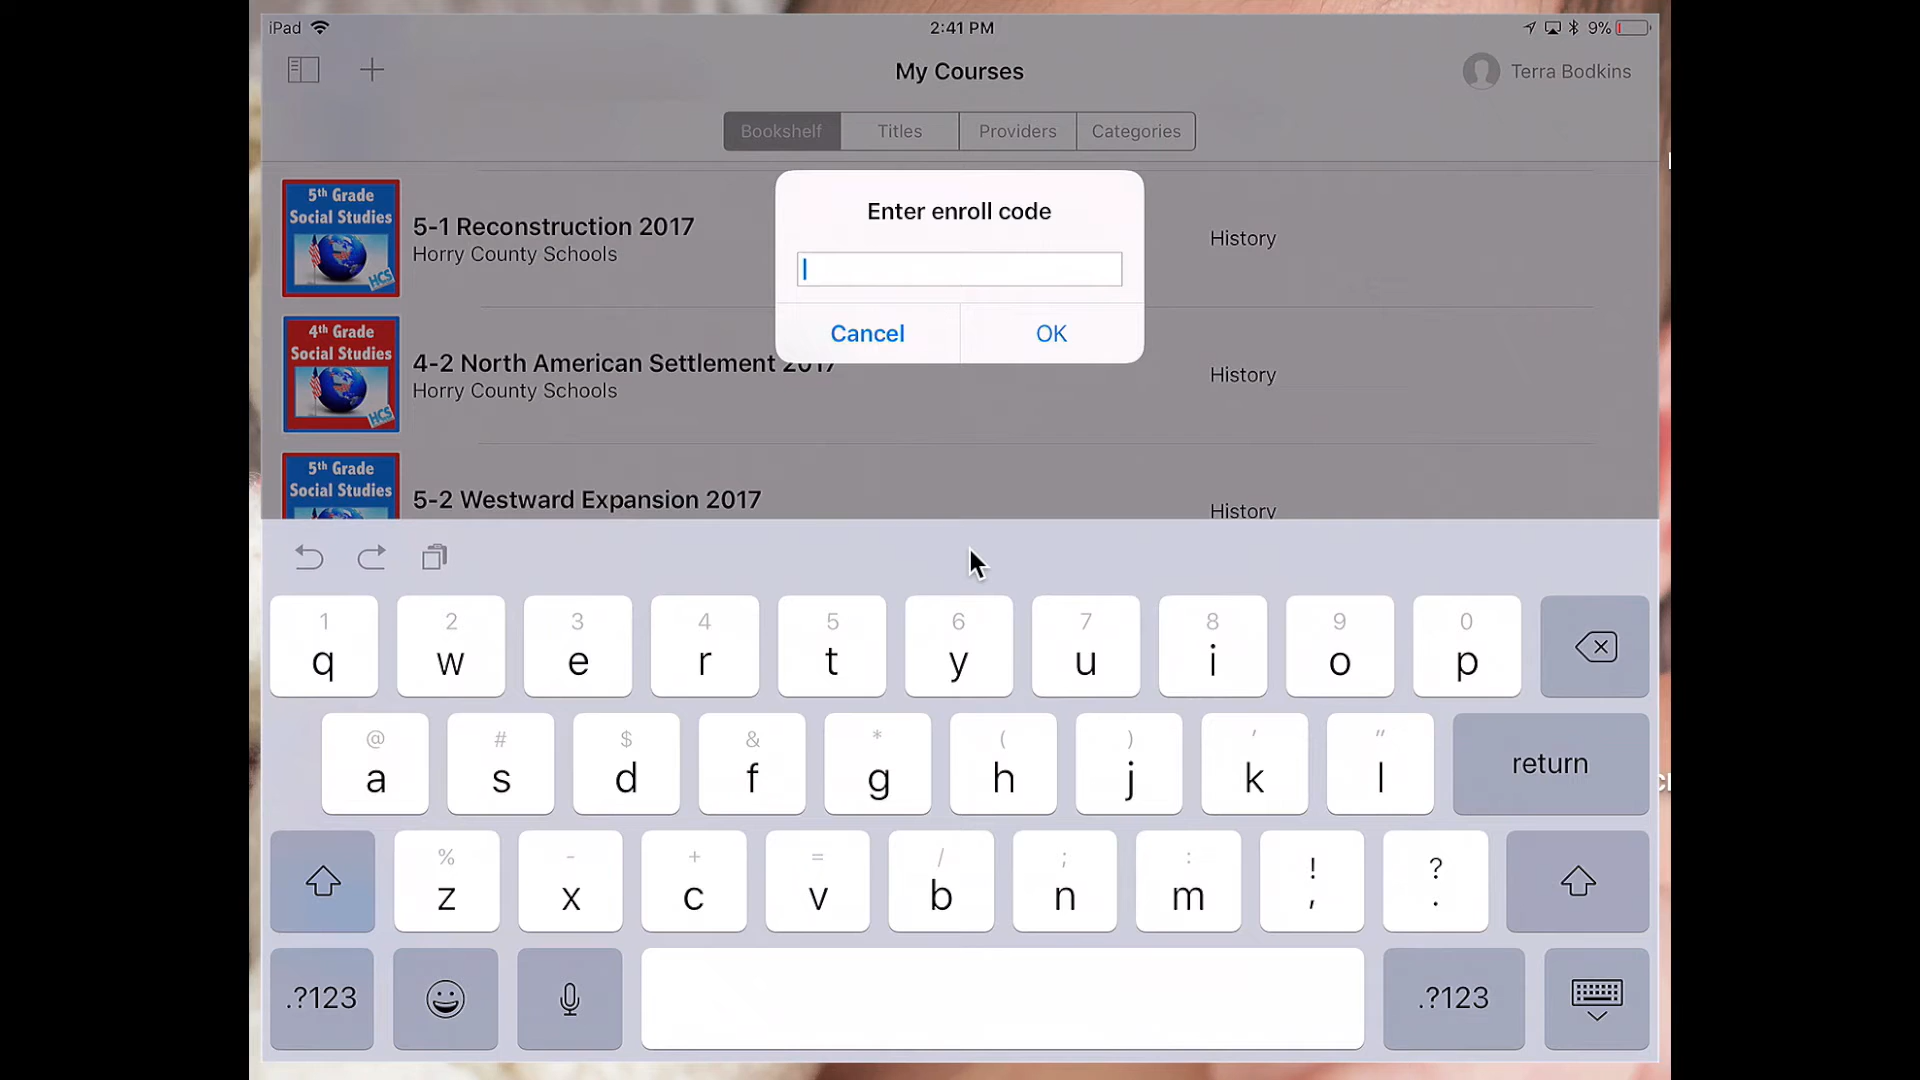 iPad 2:41 PM 9%
My Courses Terra Bodkins
Bookshelf Titles Providers Categories
5th Grade
Social Studies
HCS
5-1 Reconstruction 2017
Horry County Schools
History
Enter enroll code
Cancel OK
4th Grade
Social Studies
HCS
4-2 North American Settlement 2017
Horry County Schools
History
5th Grade
Social Studies
5-2 Westward Expansion 2017
History
1 2 3 4 5 6 7 8 9 0
q w e r t y u i o p
@ # $ & * ( ) ' "
a s d f g h j k l return
% - + = / ; : ! ?
z x c v b n m , .
.?123 .?123